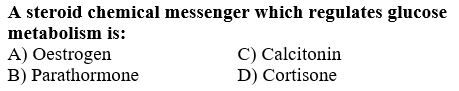 A steroid chemical messenger which regulates glucose
metabolism is:
A) Oestrogen C) Calcitonin
B) Parathormone D) Cortisone